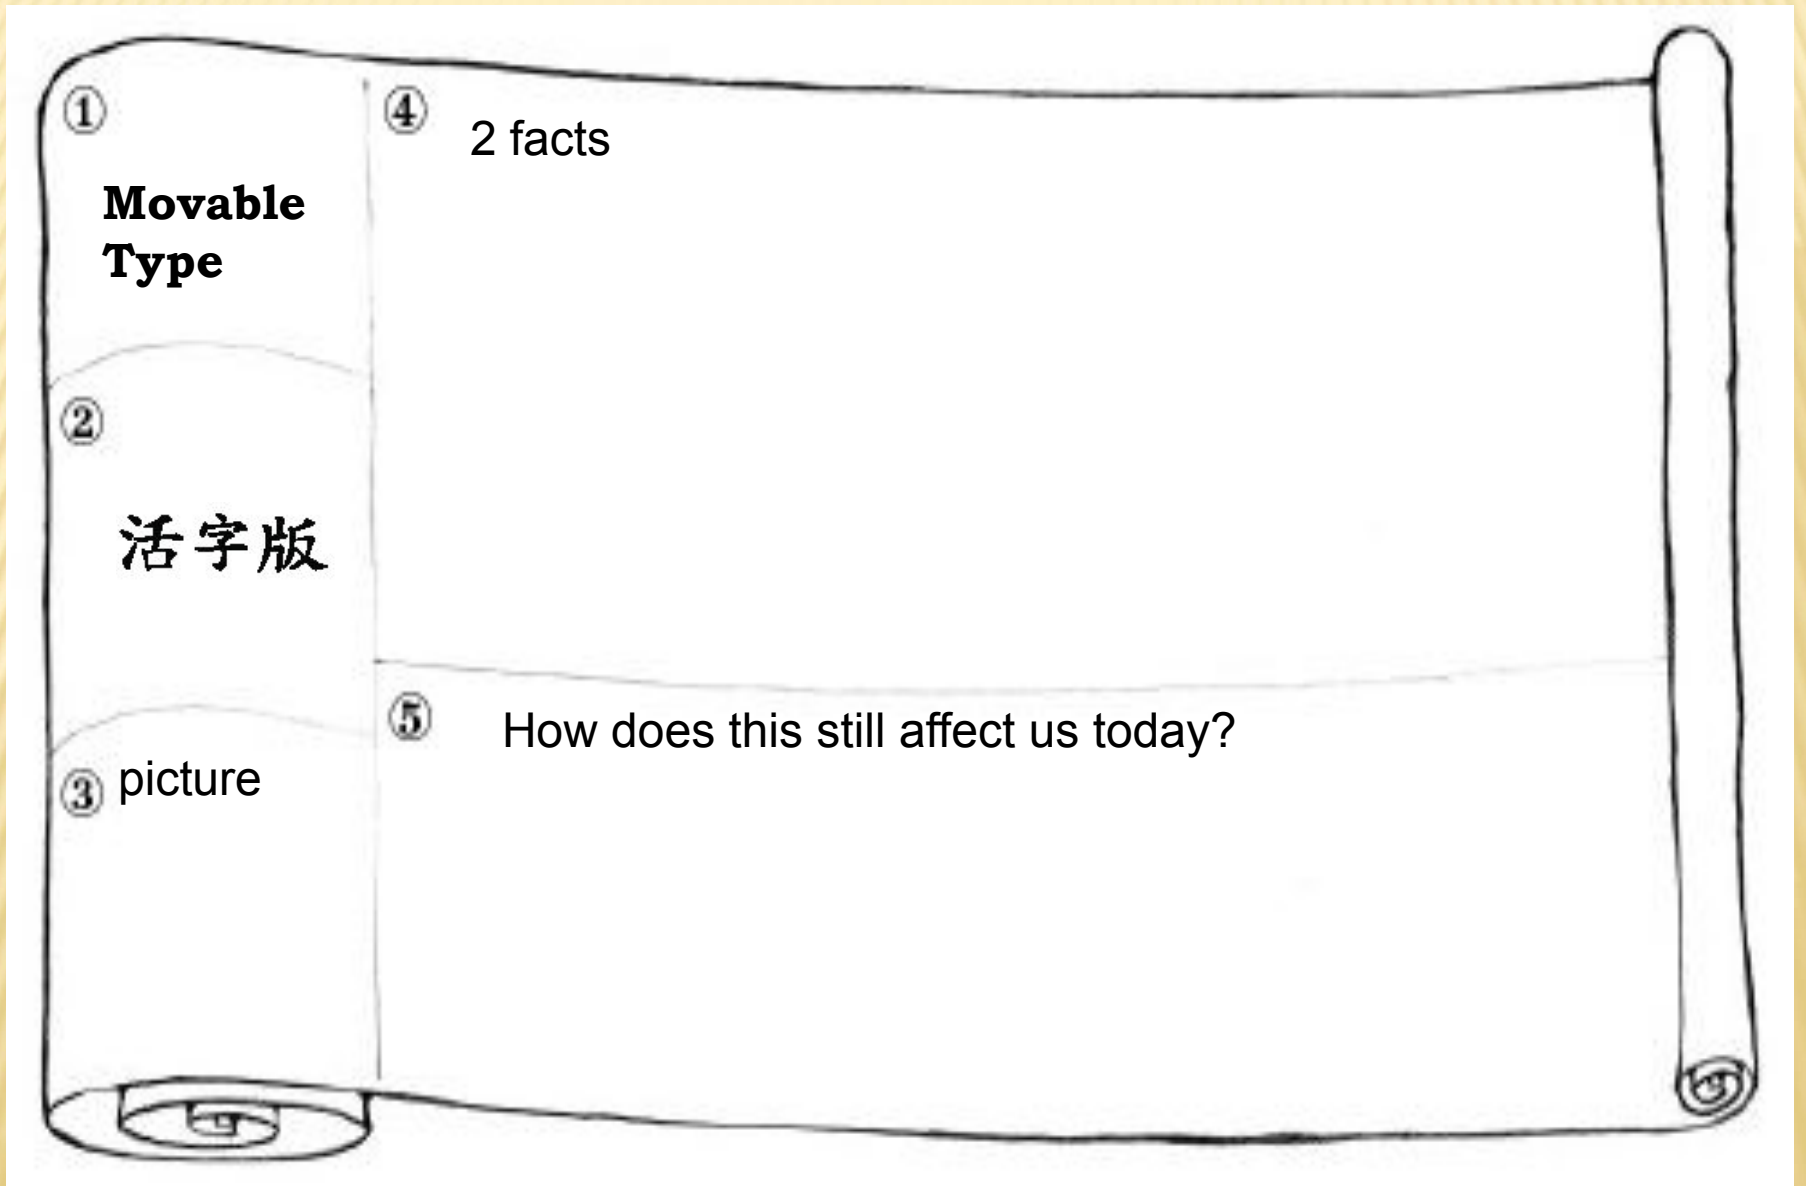 ①
Movable
Type
②
活字版
③ picture
④ 2 facts
⑤ How does this still affect us today?